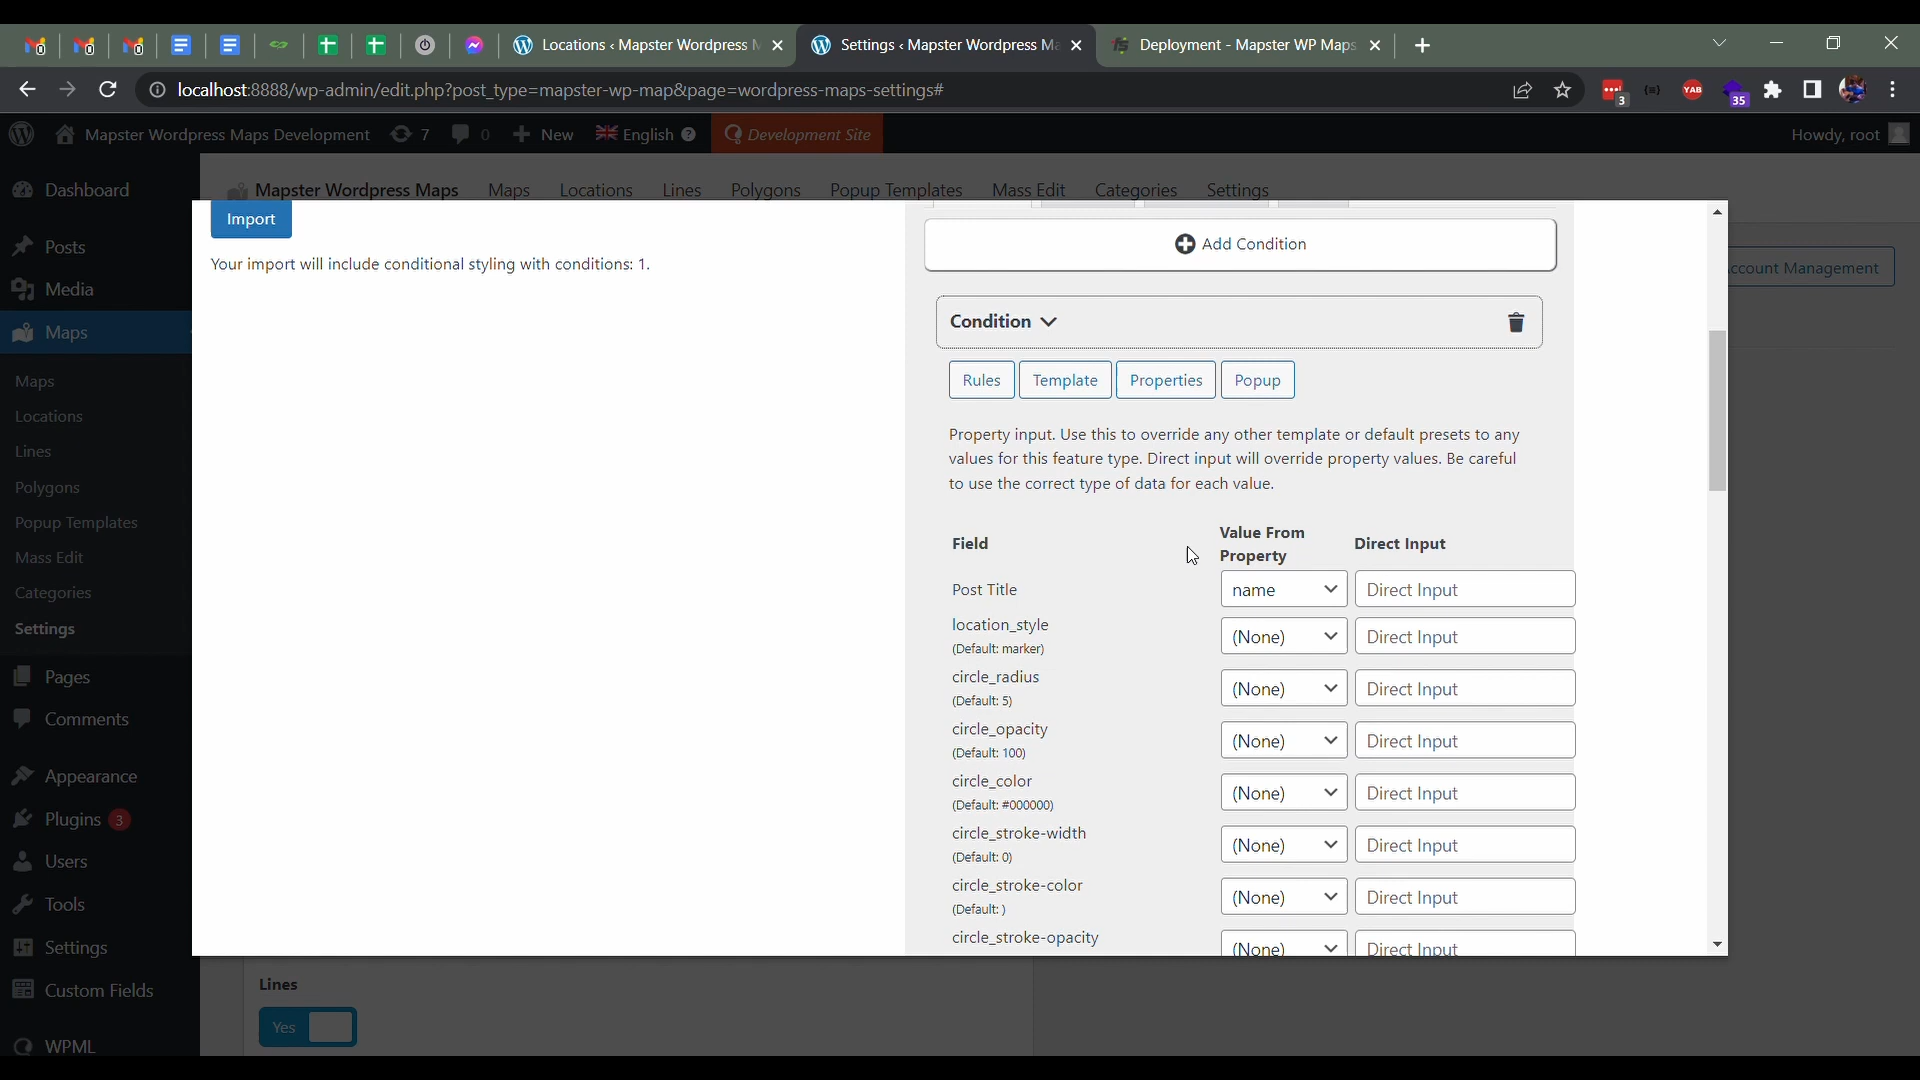 Locations ‹ Mapster Wordpress M
Settings ‹ Mapster Wordpress Ma
Deployment - Mapster WP Maps
localhost:8888/wp-admin/edit.php?post_type=mapster-wp-map&page=wordpress-maps-settings#
3
YAB
35
Mapster Wordpress Maps Development
7
0
New
English
Development Site
Howdy, root
Dashboard
Posts
Media
Maps
Maps
Locations
Lines
Polygons
Popup Templates
Mass Edit
Categories
Settings
Pages
Comments
Appearance
Plugins 3
Users
Tools
Settings
Custom Fields
WPML
Mapster Wordpress Maps
Maps
Locations
Lines
Polygons
Popup Templates
Mass Edit
Categories
Settings
ccount Management
Import
Your import will include conditional styling with conditions: 1.
Add Condition
Condition
Rules
Template
Properties
Popup
Property input. Use this to override any other template or default presets to any
values for this feature type. Direct input will override property values. Be careful
to use the correct type of data for each value.
Field
Value From
Property
Direct Input
Post Title
name
Direct Input
location_style
(Default: marker)
(None)
Direct Input
circle_radius
(Default: 5)
(None)
Direct Input
circle_opacity
(Default: 100)
(None)
Direct Input
circle_color
(Default: #000000)
(None)
Direct Input
circle_stroke-width
(Default: 0)
(None)
Direct Input
circle_stroke-color
(Default: )
(None)
Direct Input
circle_stroke-opacity
(None)
Direct Input
Lines
Yes